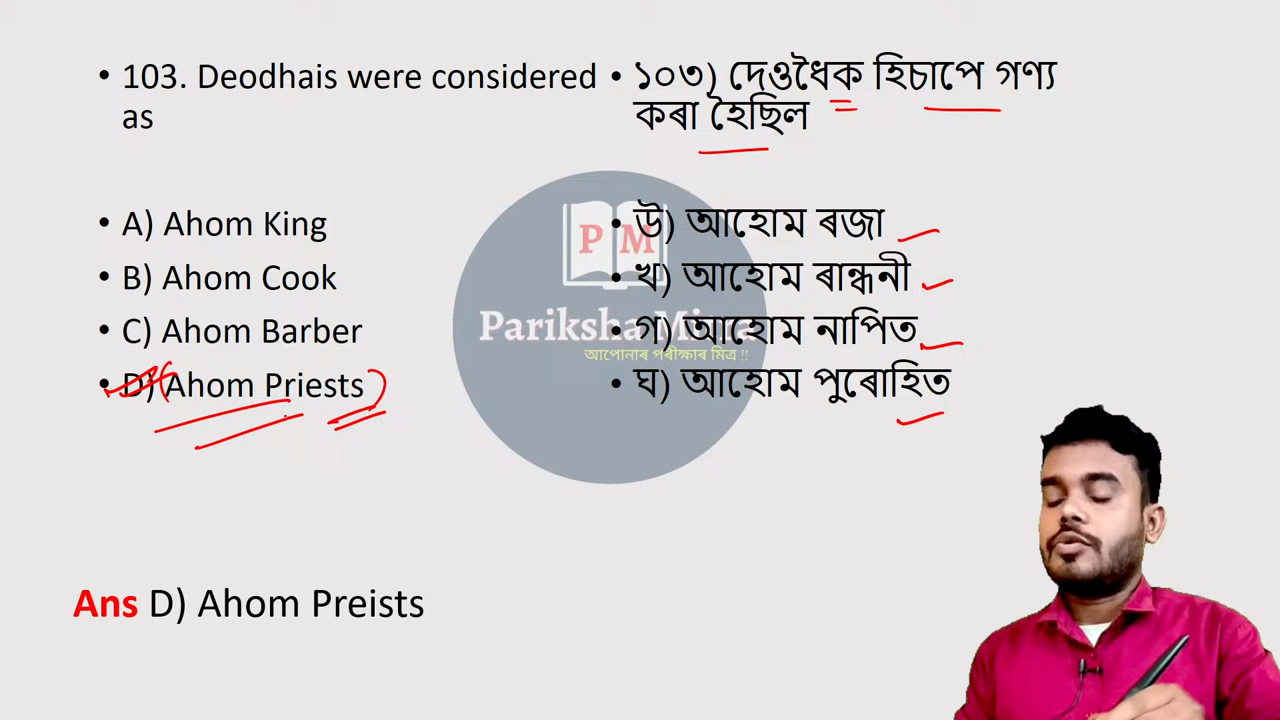 • 103. Deodhais were considered as
• A) Ahom King
• B) Ahom Cook
• C) Ahom Barber
• D) Ahom Priests
• ১০৩) দেওধৈক হিচাপে গণ্য
কৰা হৈছিল
• উ) আহোম ৰজা
• খ) আহোম ৰান্ধনী
• গ) আহোম নাপিত
• ঘ) আহোম পুৰোহিত
P M
Pariksha Mitra
আপোনাৰ পৰীক্ষাৰ মিত্ৰ !!
Ans D) Ahom Preists